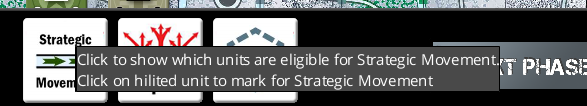 Strategic
Click to show which units are eligible for Strategic Movement
Click on hilited unit to mark for Strategic Movement
PHASE